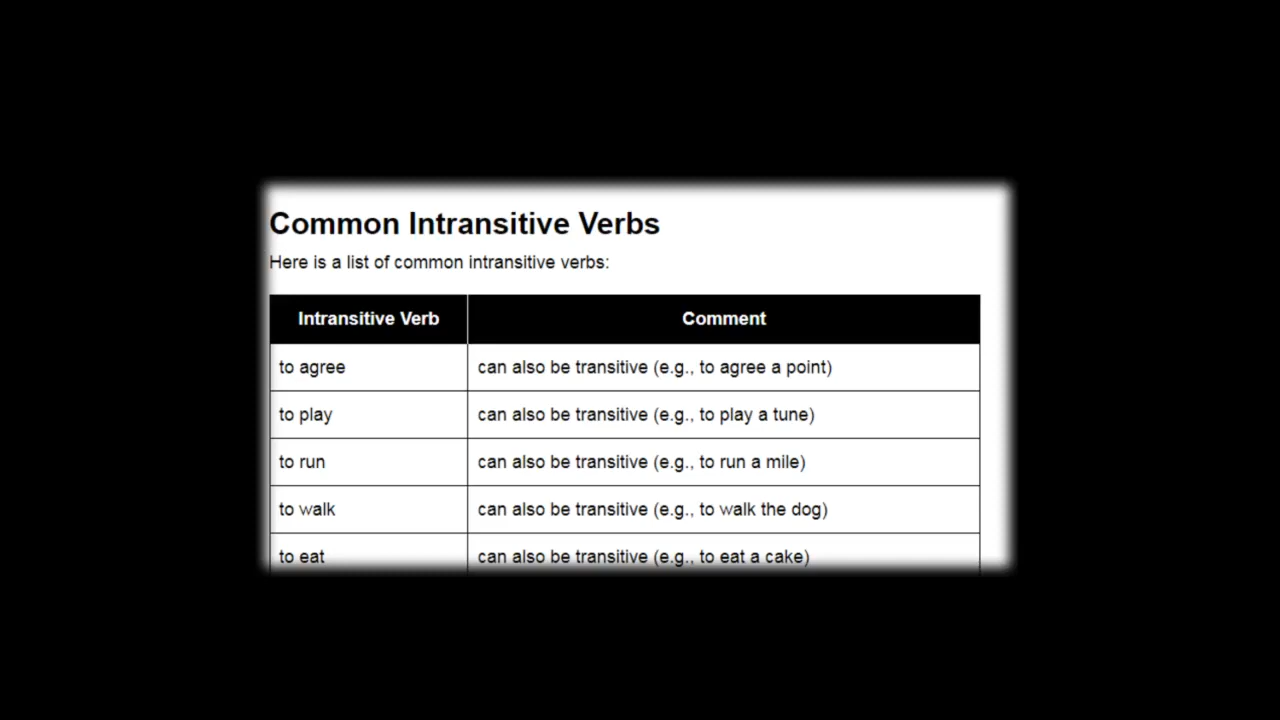 Common Intransitive Verbs
Here is a list of common intransitive verbs:
Intransitive Verb Comment
to agree can also be transitive (e.g., to agree a point)
to play can also be transitive (e.g., to play a tune)
to run can also be transitive (e.g., to run a mile)
to walk can also be transitive (e.g., to walk the dog)
to eat can also be transitive (e.g., to eat a cake)